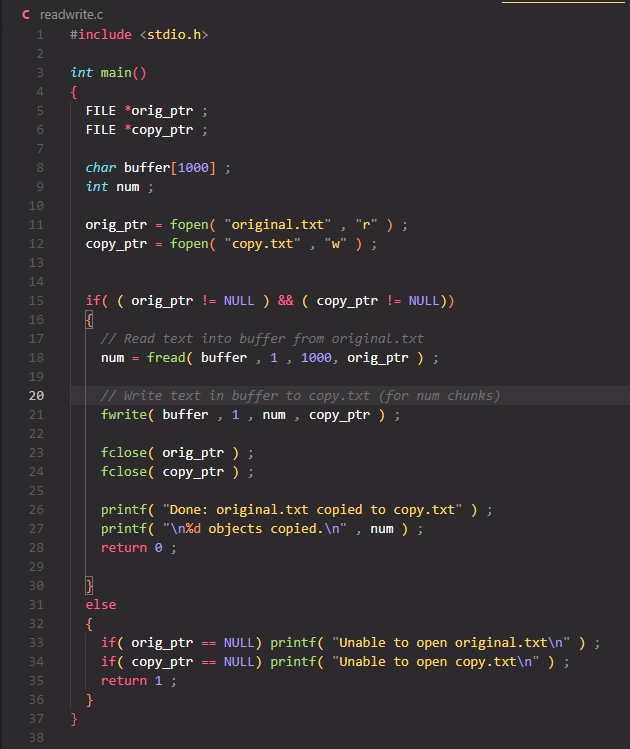 C readwrite.c
1 #include <stdio.h>
2
3 int main()
4 {
5 FILE *orig_ptr ;
6 FILE *copy_ptr ;
7
8 char buffer[1000] ;
9 int num ;
10
11 orig_ptr = fopen( "original.txt" , "r" ) ;
12 copy_ptr = fopen( "copy.txt" , "w" ) ;
13
14
15 if( ( orig_ptr != NULL ) && ( copy_ptr != NULL))
16 {
17 // Read text into buffer from original.txt
18 num = fread( buffer , 1 , 1000, orig_ptr ) ;
19
20 // Write text in buffer to copy.txt (for num chunks)
21 fwrite( buffer , 1 , num , copy_ptr ) ;
22
23 fclose( orig_ptr ) ;
24 fclose( copy_ptr ) ;
25
26 printf( "Done: original.txt copied to copy.txt" ) ;
27 printf( "\n%d objects copied.\n" , num ) ;
28 return 0 ;
29
30 }
31 else
32 {
33 if( orig_ptr == NULL) printf( "Unable to open original.txt\n" ) ;
34 if( copy_ptr == NULL) printf( "Unable to open copy.txt\n" ) ;
35 return 1 ;
36 }
37 }
38